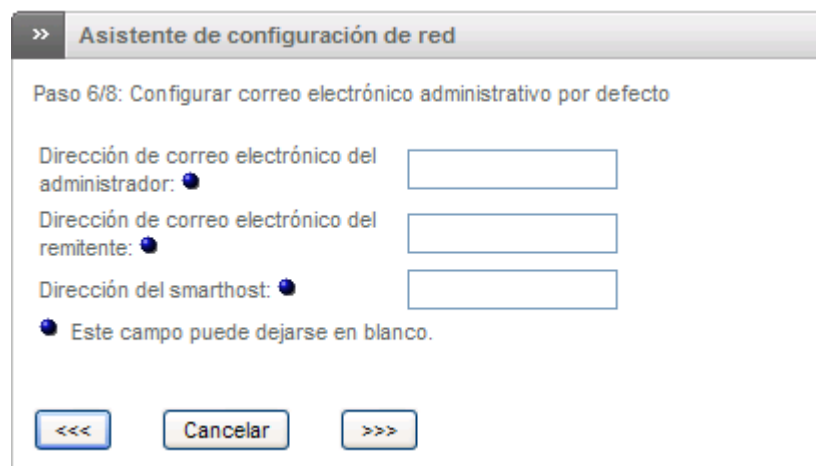 »
Asistente de configuración de red
Paso 6/8: Configurar correo electrónico administrativo por defecto
Dirección de correo electrónico del
administrador:
Dirección de correo electrónico del
remitente:
Dirección del smarthost:
Este campo puede dejarse en blanco.
<<< Cancelar >>>